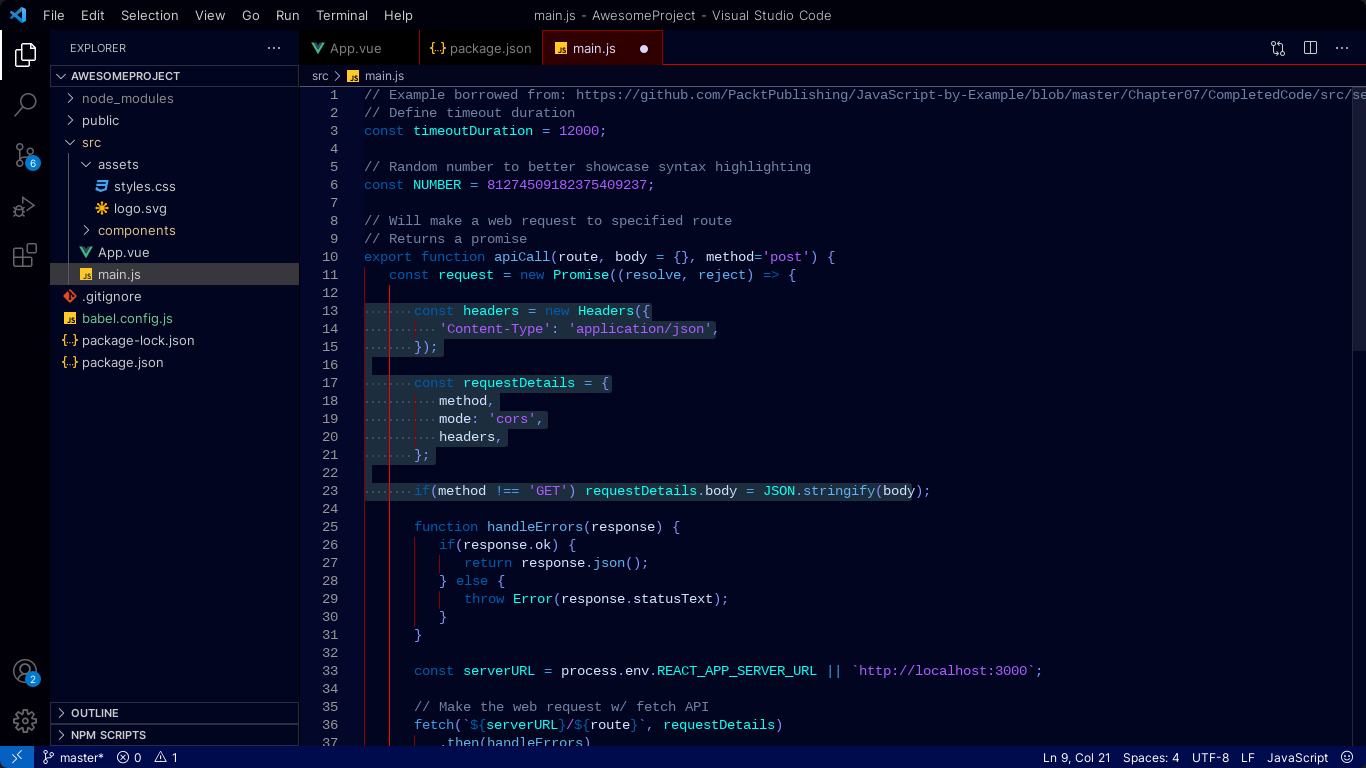 File Edit Selection View Go Run Terminal Help
main.js - AwesomeProject - Visual Studio Code
EXPLORER
App.vue
package.json
main.js
AWESOMEPROJECT
src
main.js
node_modules
public
src
assets
styles.css
logo.svg
components
App.vue
main.js
.gitignore
babel.config.js
package-lock.json
package.json
OUTLINE
NPM SCRIPTS
6
2
1 // Example borrowed from: https://github.com/PacktPublishing/JavaScript-by-Example/blob/master/Chapter07/CompletedCode/src/se
2 // Define timeout duration
3 const timeoutDuration = 12000;
4
5 // Random number to better showcase syntax highlighting
6 const NUMBER = 81274509182375409237;
7
8 // Will make a web request to specified route
9 // Returns a promise
10 export function apiCall(route, body = {}, method='post') {
11 const request = new Promise((resolve, reject) => {
12
13 const headers = new Headers({
14 'Content-Type': 'application/json',
15 });
16
17 const requestDetails = {
18 method,
19 mode: 'cors',
20 headers,
21 };
22
23 if(method !== 'GET') requestDetails.body = JSON.stringify(body);
24
25 function handleErrors(response) {
26 if(response.ok) {
27 return response.json();
28 } else {
29 throw Error(response.statusText);
30 }
31 }
32
33 const serverURL = process.env.REACT_APP_SERVER_URL || `http://localhost:3000`;
34
35 // Make the web request w/ fetch API
36 fetch(`${serverURL}/${route}`, requestDetails)
37 .then(handleErrors)
master* 0 1
Ln 9, Col 21 Spaces: 4 UTF-8 LF JavaScript